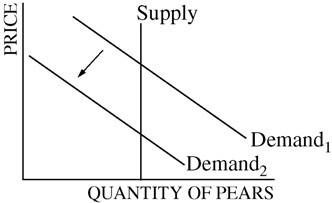 PRICE
Supply
Demand₁
Demand₂
QUANTITY OF PEARS